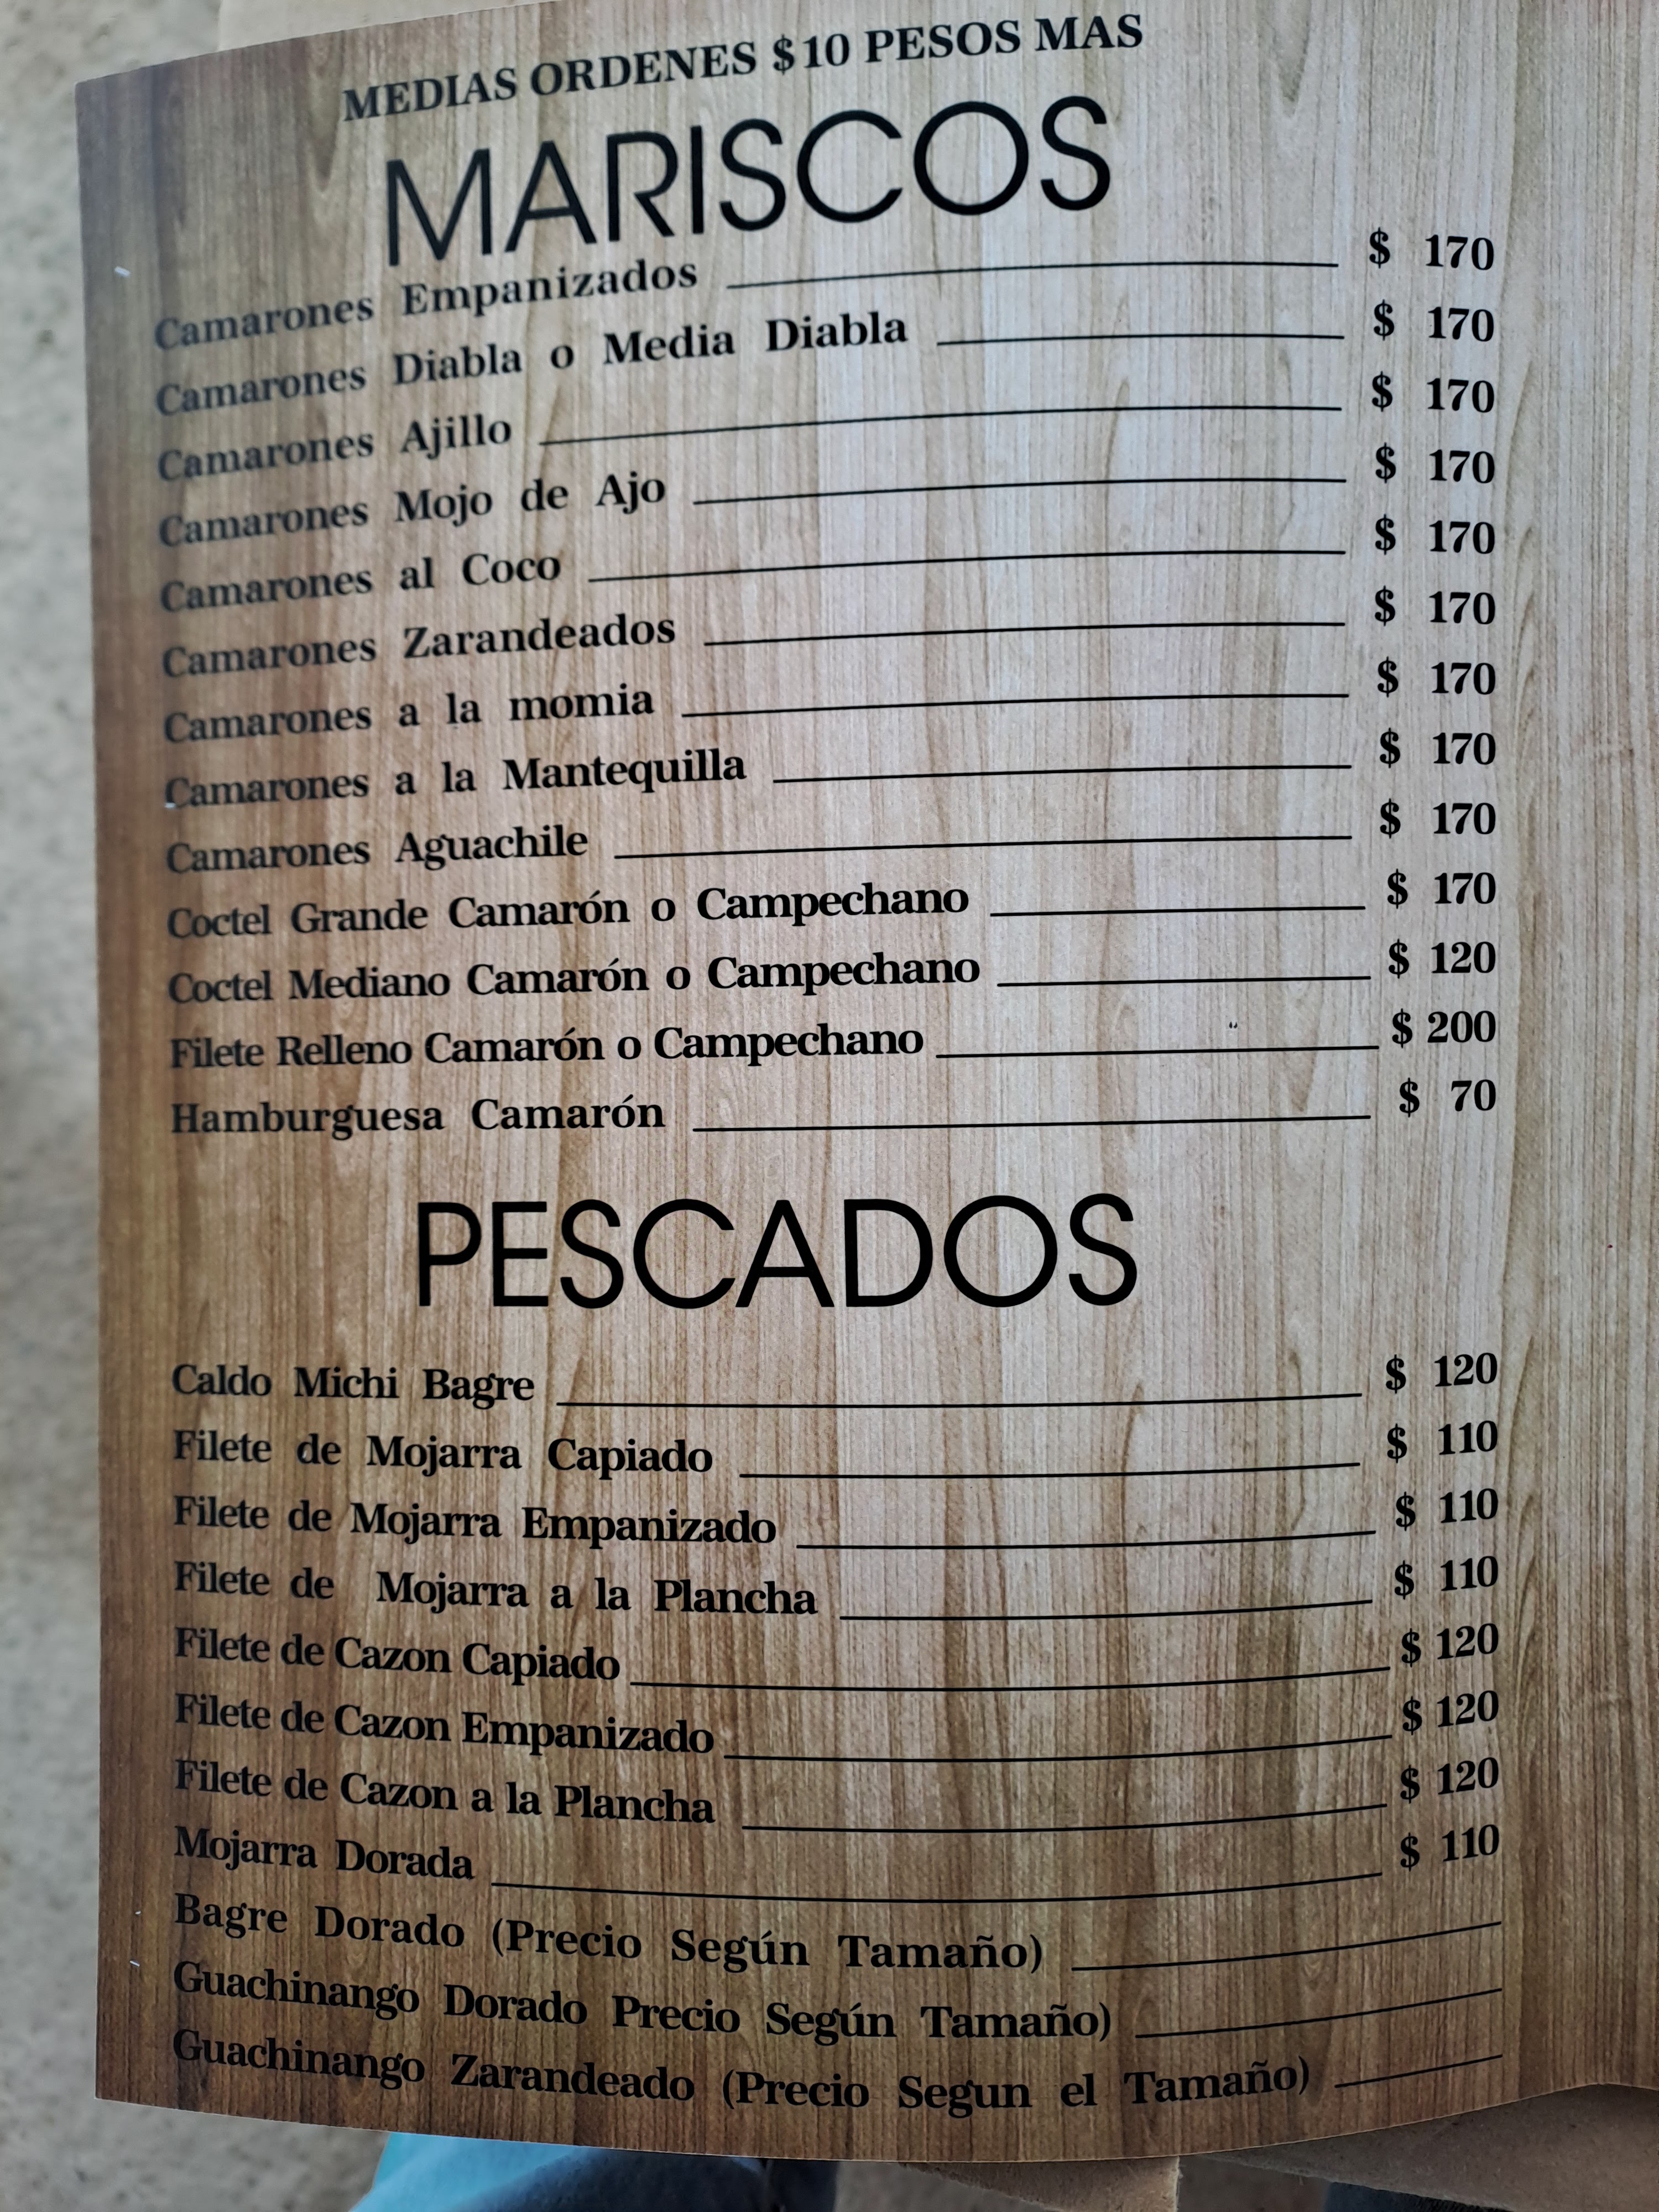 MEDIAS ORDENES $10 PESOS MAS
MARISCOS
Camarones Empanizados $ 170
Camarones Diabla o Media Diabla $ 170
Camarones Ajillo $ 170
Camarones Mojo de Ajo $ 170
Camarones al Coco $ 170
Camarones Zarandeados $ 170
Camarones a la momia $ 170
Camarones a la Mantequilla $ 170
Camarones Aguachile $ 170
Coctel Grande Camarón o Campechano $ 170
Coctel Mediano Camarón o Campechano $ 120
Filete Relleno Camarón o Campechano $ 200
Hamburguesa Camarón $ 70
PESCADOS
Caldo Michi Bagre $ 120
Filete de Mojarra Capiado $ 110
Filete de Mojarra Empanizado $ 110
Filete de Mojarra a la Plancha $ 110
Filete de Cazon Capiado $ 120
Filete de Cazon Empanizado $ 120
Filete de Cazon a la Plancha $ 120
Mojarra Dorada $ 110
Bagre Dorado (Precio Según Tamaño)
Guachinango Dorado Precio Según Tamaño)
Guachinango Zarandeado (Precio Segun el Tamaño)